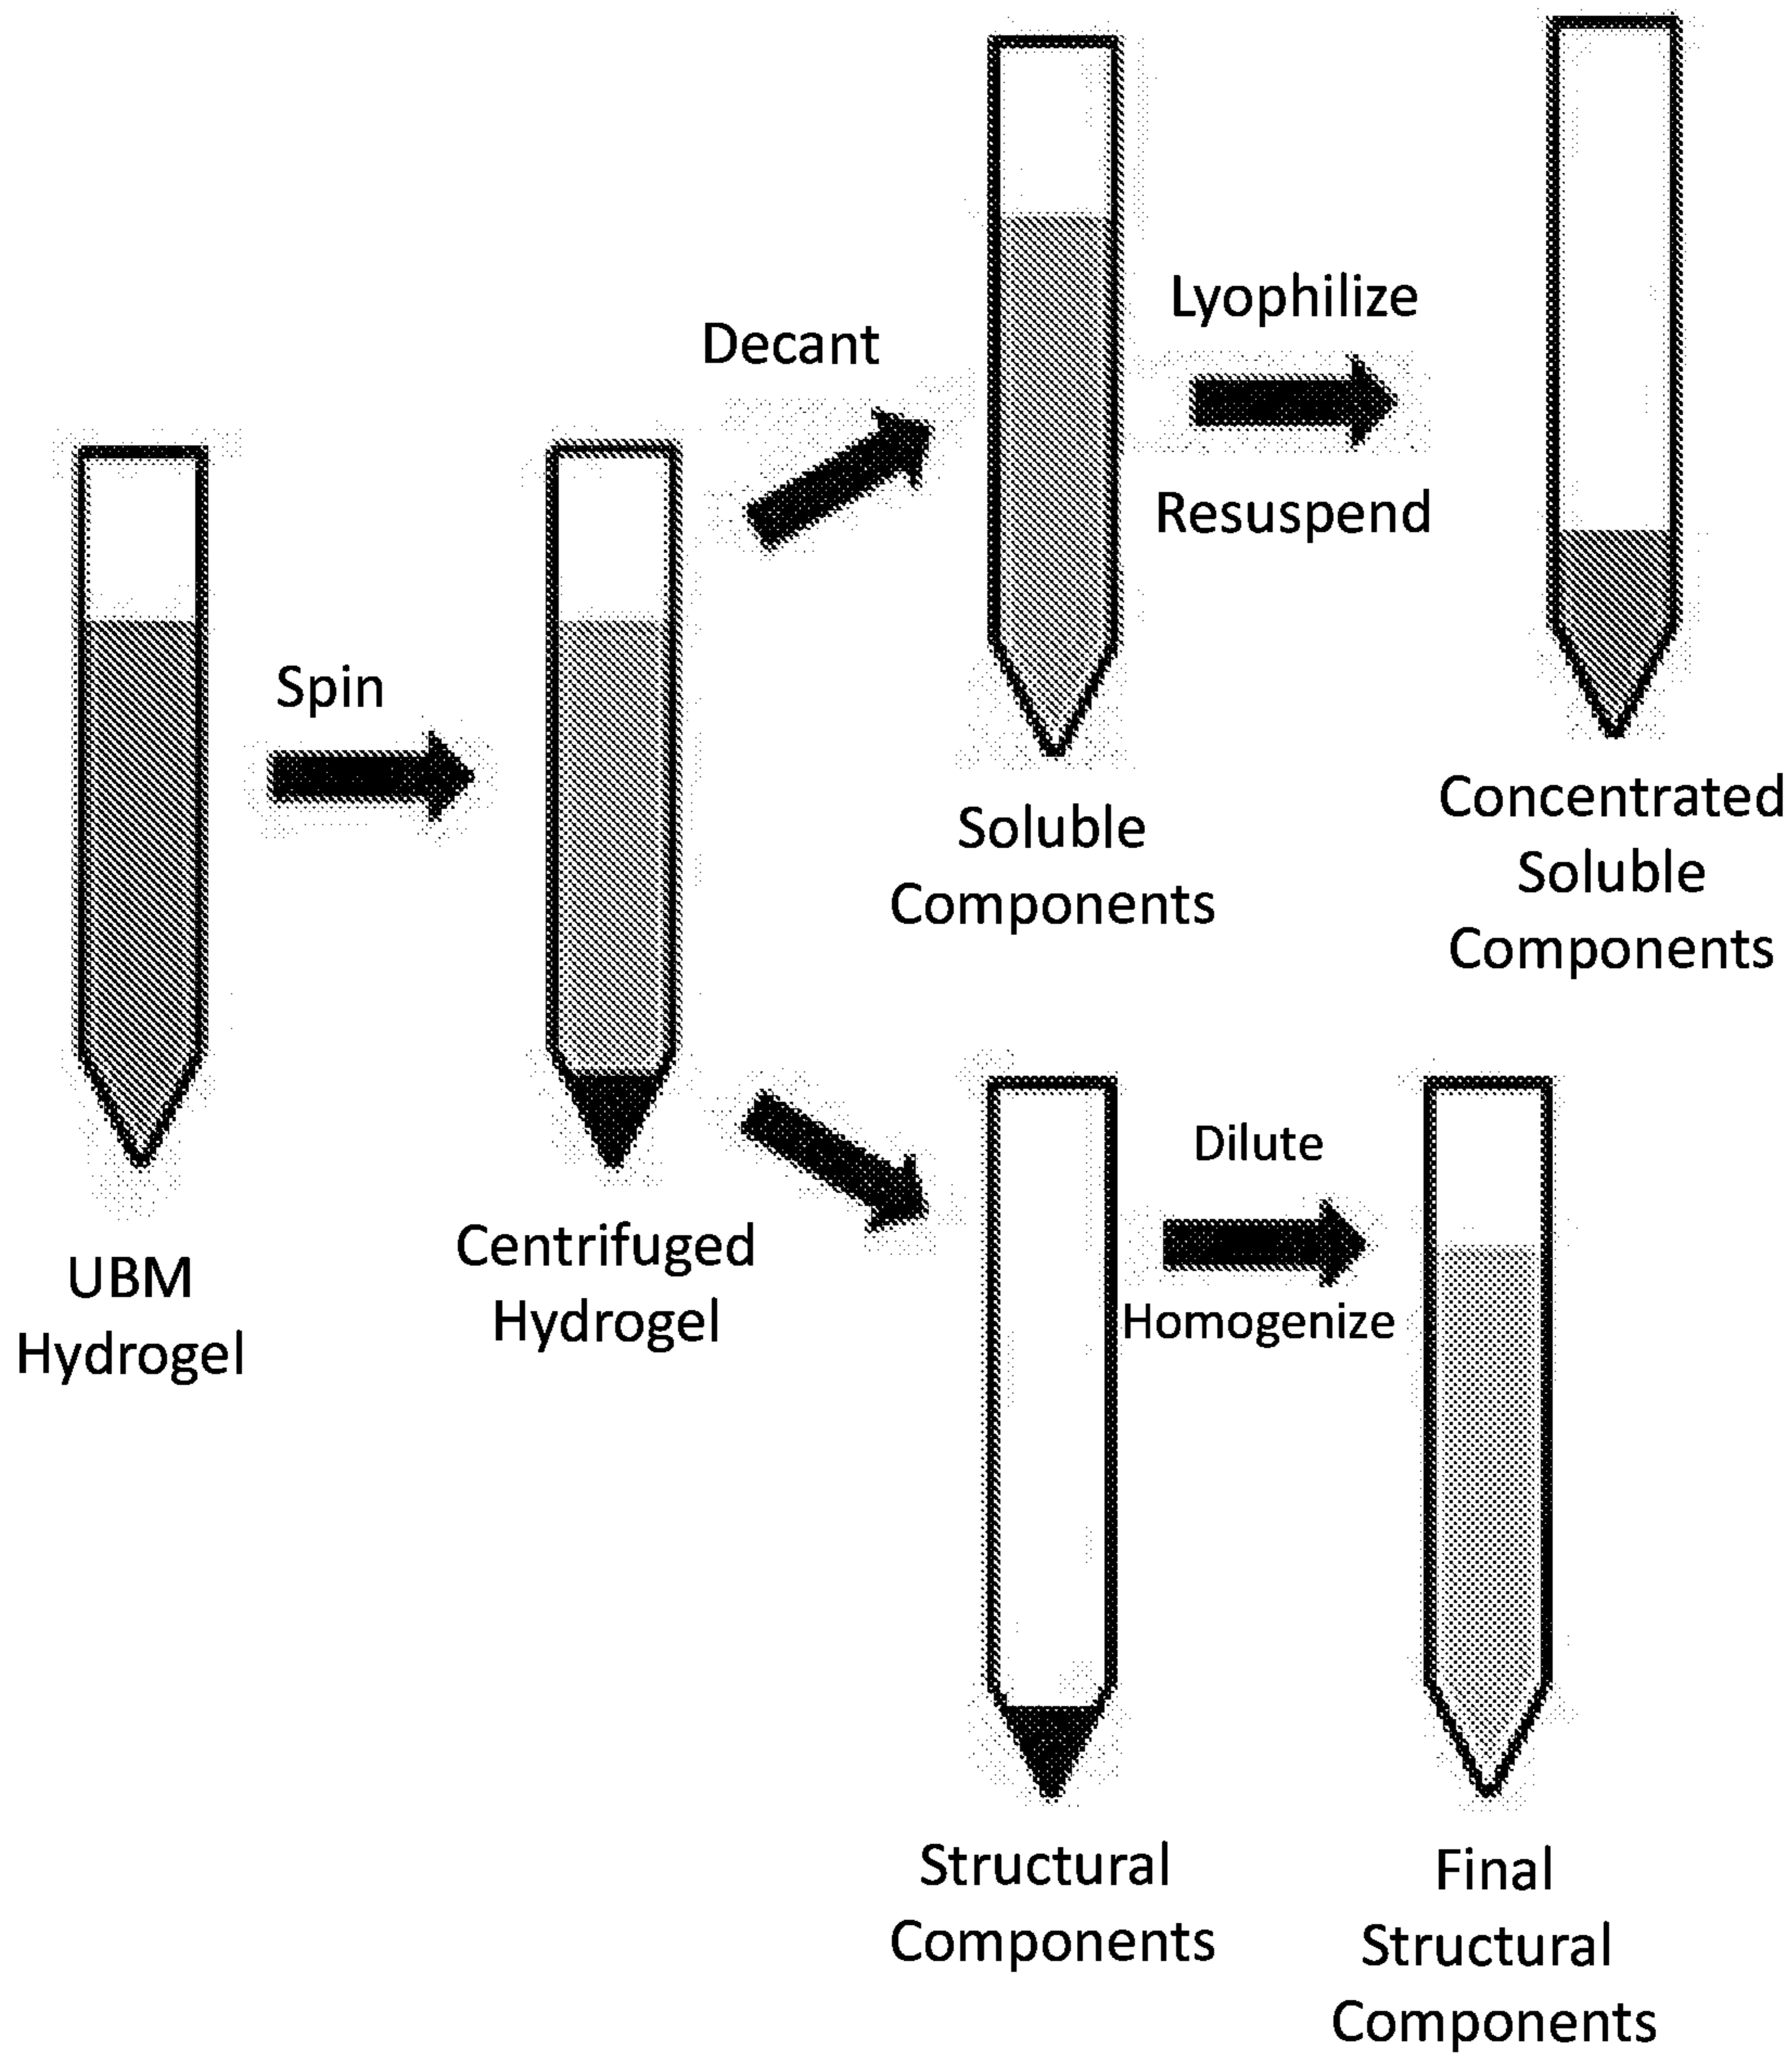 UBM
Hydrogel
Spin
Centrifuged
Hydrogel
Decant
Soluble
Components
Lyophilize
Resuspend
Concentrated
Soluble
Components
Structural
Components
Dilute
Homogenize
Final
Structural
Components